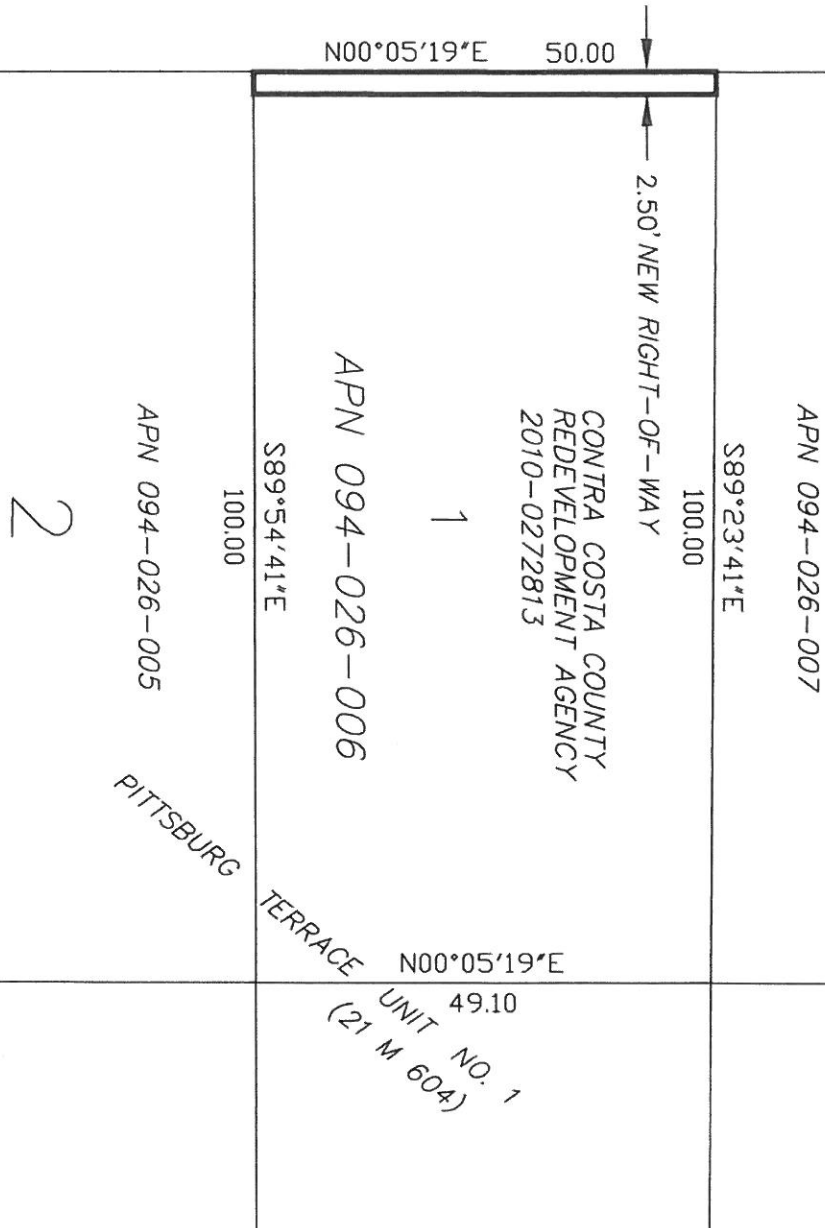 N00°05'19"E 50.00
2.50' NEW RIGHT-OF-WAY
APN 094-026-007
S89°23'41"E
100.00
CONTRA COSTA COUNTY
REDEVELOPMENT AGENCY
2010-0272813
1
APN 094-026-006
S89°54'41"E
100.00
APN 094-026-005
2
PITTSBURG TERRACE UNIT NO. 1
(21 M 604)
N00°05'19"E
49.10